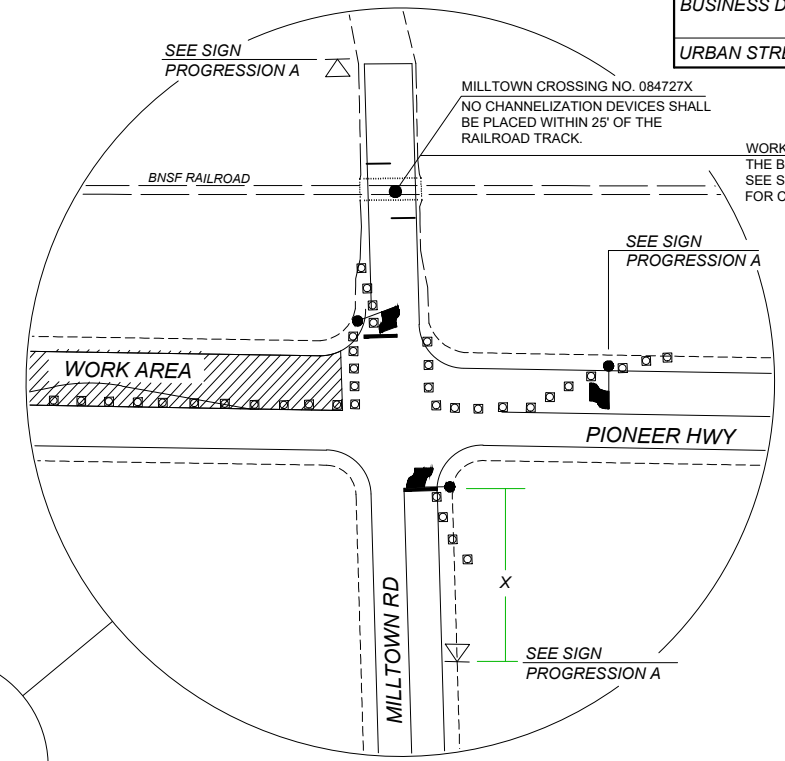 BUSINESS D
URBAN STRE
SEE SIGN
PROGRESSION A
MILLTOWN CROSSING NO. 084727X
NO CHANNELIZATION DEVICES SHALL
BE PLACED WITHIN 25' OF THE
RAILROAD TRACK.
WORK
THE B
SEE S
FOR C
BNSF RAILROAD
SEE SIGN
PROGRESSION A
WORK AREA
PIONEER HWY
X
MILLTOWN RD
SEE SIGN
PROGRESSION A